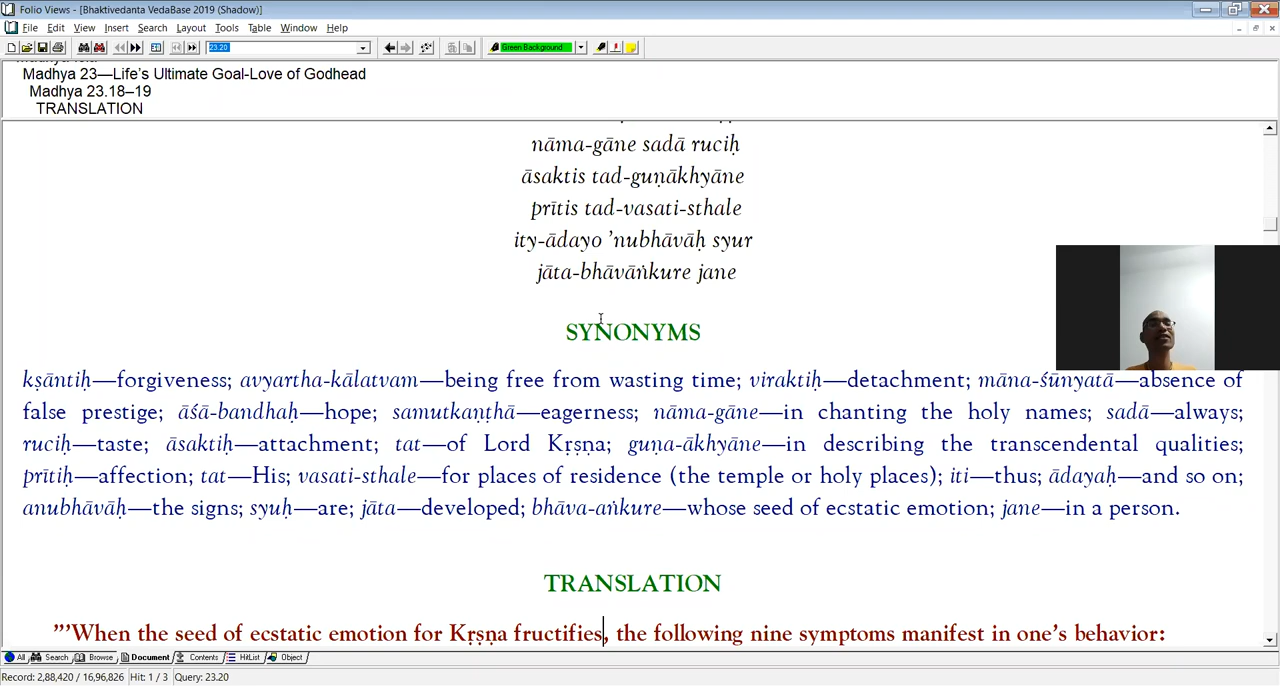 Folio Views - [Bhaktivedanta VedaBase 2019 (Shadow)]
File Edit View Insert Search Layout Tools Table Window Help
23.20 Green Background
Madhya 23—Life's Ultimate Goal-Love of Godhead
Madhya 23.18–19
TRANSLATION
nāma-gāne sadā ruciḥ
āsaktis tad-guṇākhyāne
prītis tad-vasati-sthale
ity-ādayo 'nubhāvāḥ syur
jāta-bhāvāṅkure jane
SYNONYMS
kṣāntiḥ—forgiveness; avyartha-kālatvam—being free from wasting time; viraktiḥ—detachment; māna-śūnyatā—absence of
false prestige; āśā-bandhaḥ—hope; samutkaṇṭhā—eagerness; nāma-gāne—in chanting the holy names; sadā—always;
ruciḥ—taste; āsaktiḥ—attachment; tat—of Lord Kṛṣṇa; guṇa-ākhyāne—in describing the transcendental qualities;
prītiḥ—affection; tat—His; vasati-sthale—for places of residence (the temple or holy places); iti—thus; ādayaḥ—and so on;
anubhāvāḥ—the signs; syuḥ—are; jāta—developed; bhāva-aṅkure—whose seed of ecstatic emotion; jane—in a person.
TRANSLATION
"'When the seed of ecstatic emotion for Kṛṣṇa fructifies, the following nine symptoms manifest in one's behavior:
All Search Browse Document Contents HitList Object
Record: 2,88,420 / 16,96,826 Hit: 1 / 3 Query: 23.20